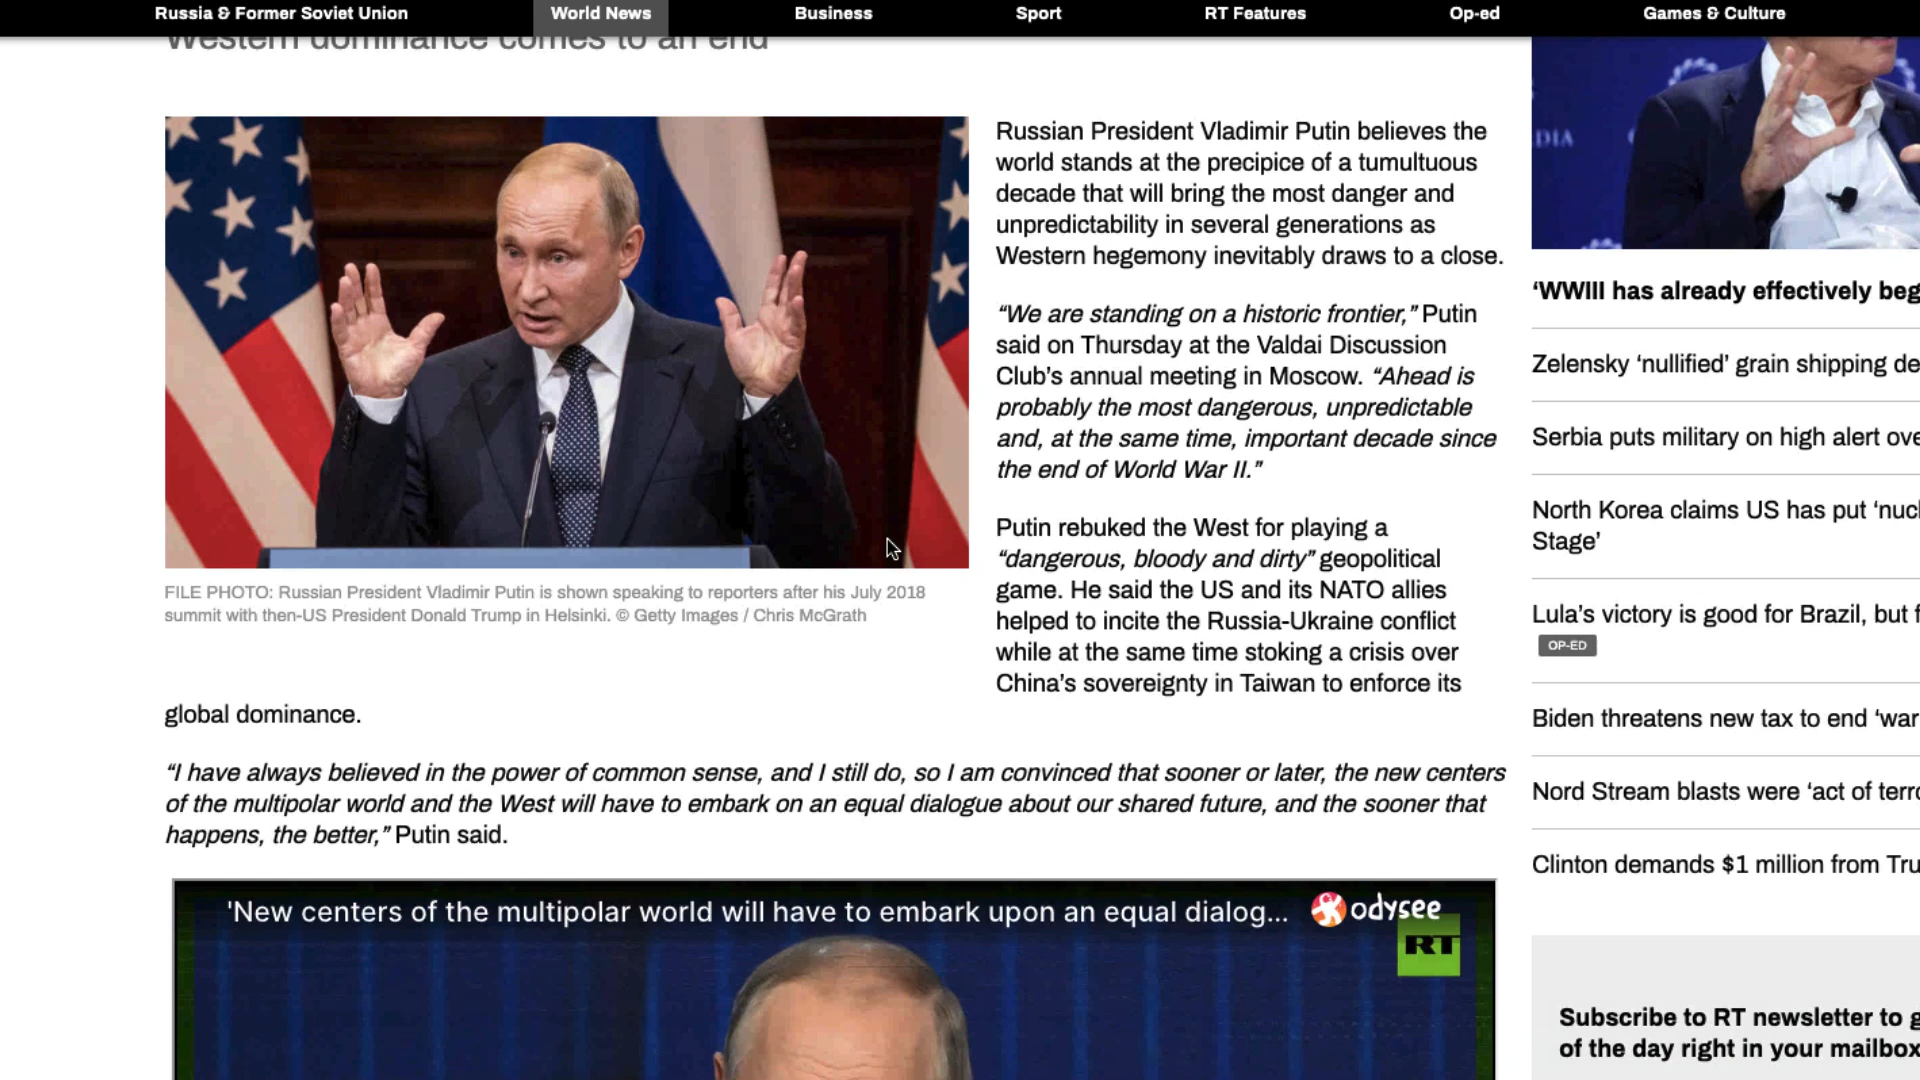 Russia & Former Soviet Union
World News
Business
Sport
RT Features
Op-ed
Games & Culture
Western dominance comes to an end
Russian President Vladimir Putin believes the
world stands at the precipice of a tumultuous
decade that will bring the most danger and
unpredictability in several generations as
Western hegemony inevitably draws to a close.
“We are standing on a historic frontier,” Putin
said on Thursday at the Valdai Discussion
Club’s annual meeting in Moscow. “Ahead is
probably the most dangerous, unpredictable
and, at the same time, important decade since
the end of World War II.”
Putin rebuked the West for playing a
“dangerous, bloody and dirty” geopolitical
game. He said the US and its NATO allies
helped to incite the Russia-Ukraine conflict
while at the same time stoking a crisis over
China’s sovereignty in Taiwan to enforce its
global dominance.
FILE PHOTO: Russian President Vladimir Putin is shown speaking to reporters after his July 2018
summit with then-US President Donald Trump in Helsinki. © Getty Images / Chris McGrath
“I have always believed in the power of common sense, and I still do, so I am convinced that sooner or later, the new centers
of the multipolar world and the West will have to embark on an equal dialogue about our shared future, and the sooner that
happens, the better,” Putin said.
'New centers of the multipolar world will have to embark upon an equal dialog...
odysee
RT
DIA
‘WWIII has already effectively beg
Zelensky ‘nullified’ grain shipping de
Serbia puts military on high alert ove
North Korea claims US has put ‘nucl
Stage’
Lula’s victory is good for Brazil, but f
OP-ED
Biden threatens new tax to end ‘war
Nord Stream blasts were ‘act of terro
Clinton demands $1 million from Tru
Subscribe to RT newsletter to g
of the day right in your mailbox